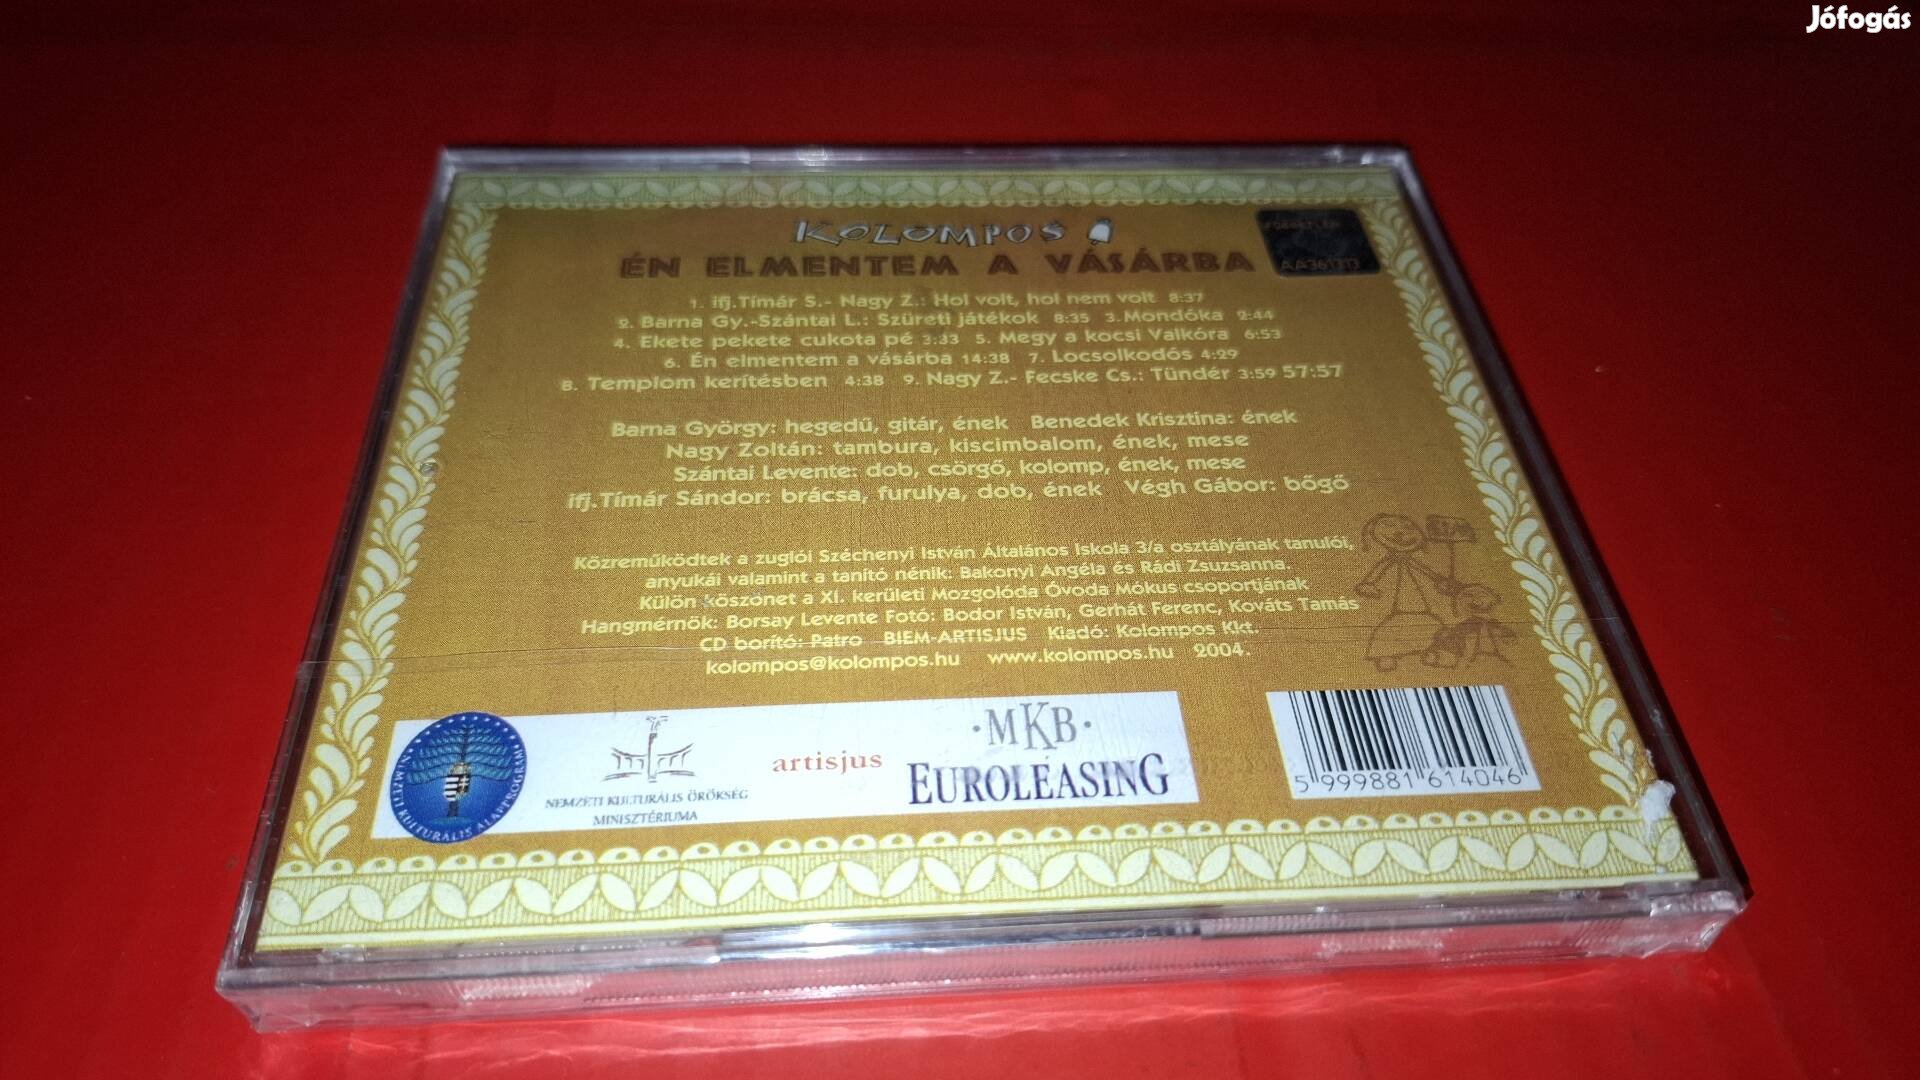 Jófogás
KOLOMPOS
ÉN ELMENTEM A VÁSÁRBA
AA361313
1. ifj.Tímár S.- Nagy Z.: Hol volt, hol nem volt 8:37
2. Barna Gy.-Szántai L.: Szüreti játékok 8:35 3. Mondóka 2:44
4. Ekete pekete cukota pé 3:33 5. Megy a kocsi Valkóra 6:53
6. Én elmentem a vásárba 14:38 7. Locsolkodós 4:29
8. Templom kerítésben 4:38 9. Nagy Z.- Fecske Cs.: Tündér 3:59 57:57
Barna György: hegedű, gitár, ének Benedek Krisztina: ének
Nagy Zoltán: tambura, kiscimbalom, ének, mese
Szántai Levente: dob, csörgő, kolomp, ének, mese
ifj.Tímár Sándor: brácsa, furulya, dob, ének Végh Gábor: bőgő
Közreműködtek a zuglói Széchenyi István Általános Iskola 3/a osztályának tanulói,
anyukái valamint a tanító nénik: Bakonyi Angéla és Rádi Zsuzsanna.
Külön köszönet a XI. kerületi Mozgolóda Óvoda Mókus csoportjának
Hangmérnök: Borsay Levente Fotó: Bodor István, Gerhát Ferenc, Kováts Tamás
CD borító: Patro BIEM-ARTISJUS Kiadó: Kolompos Kkt.
kolompos@kolompos.hu www.kolompos.hu 2004.
NEMZETI KULTURÁLIS ALAPPROGRAM
NEMZETI KULTURÁLIS ÖRÖKSÉG
MINISZTÉRIUMA
artisjus
·MKB·
EUROLEASING
5 999881 614046